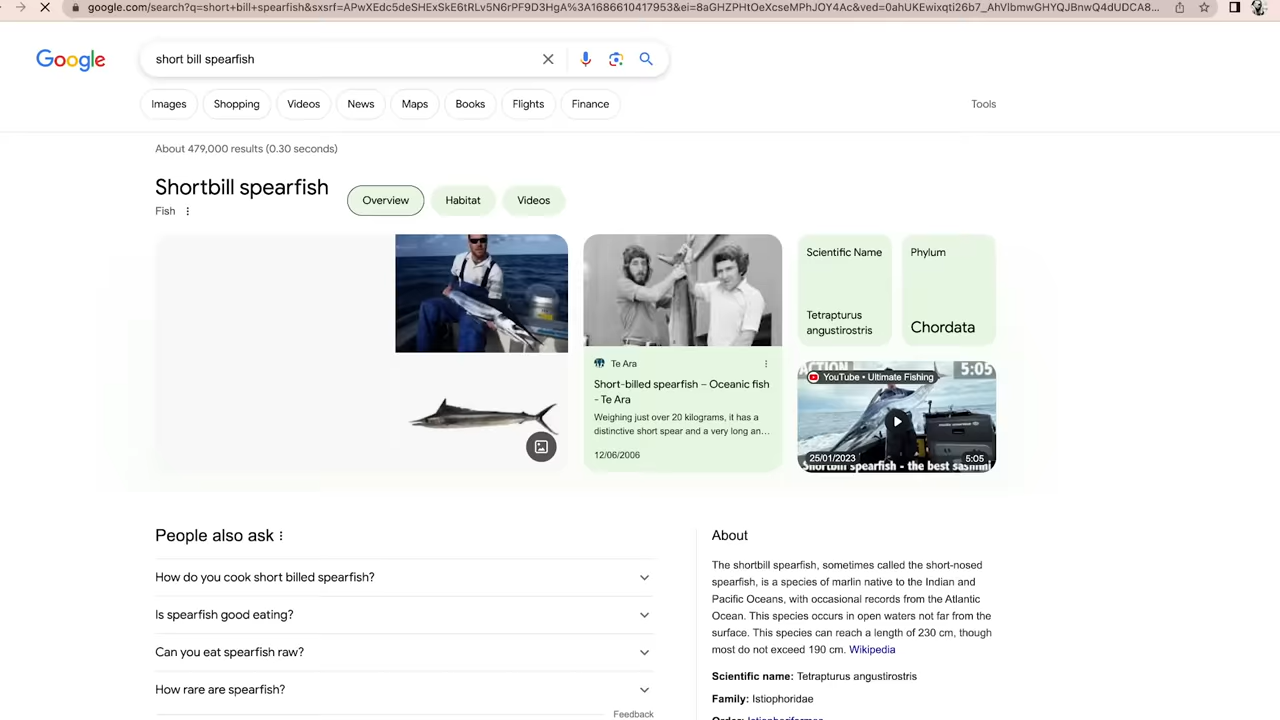 google.com/search?q=short+bill+spearfish&sxsrf=APwXEdc5deSHExSkE6tRLv5N6rPF9D3HgA%3A1686610417953&ei=8aGHZPHtOeXcseMPhJOY4Ac&ved=0ahUKEwixqti26b7_AhVlbmwGHYQJBnwQ4dUDCA8...
Google
short bill spearfish
Images
Shopping
Videos
News
Maps
Books
Flights
Finance
Tools
About 479,000 results (0.30 seconds)
Shortbill spearfish
Fish
Overview
Habitat
Videos
Te Ara
Short-billed spearfish – Oceanic fish
- Te Ara
Weighing just over 20 kilograms, it has a
distinctive short spear and a very long an...
12/06/2006
Scientific Name
Tetrapturus
angustirostris
Phylum
Chordata
ACTION
5:05
YouTube • Ultimate Fishing
25/01/2023
5:05
Shortbill spearfish - the best sashimi
People also ask
How do you cook short billed spearfish?
Is spearfish good eating?
Can you eat spearfish raw?
How rare are spearfish?
Feedback
About
The shortbill spearfish, sometimes called the short-nosed
spearfish, is a species of marlin native to the Indian and
Pacific Oceans, with occasional records from the Atlantic
Ocean. This species occurs in open waters not far from the
surface. This species can reach a length of 230 cm, though
most do not exceed 190 cm. Wikipedia
Scientific name: Tetrapturus angustirostris
Family: Istiophoridae
Order: Istiophoriformes